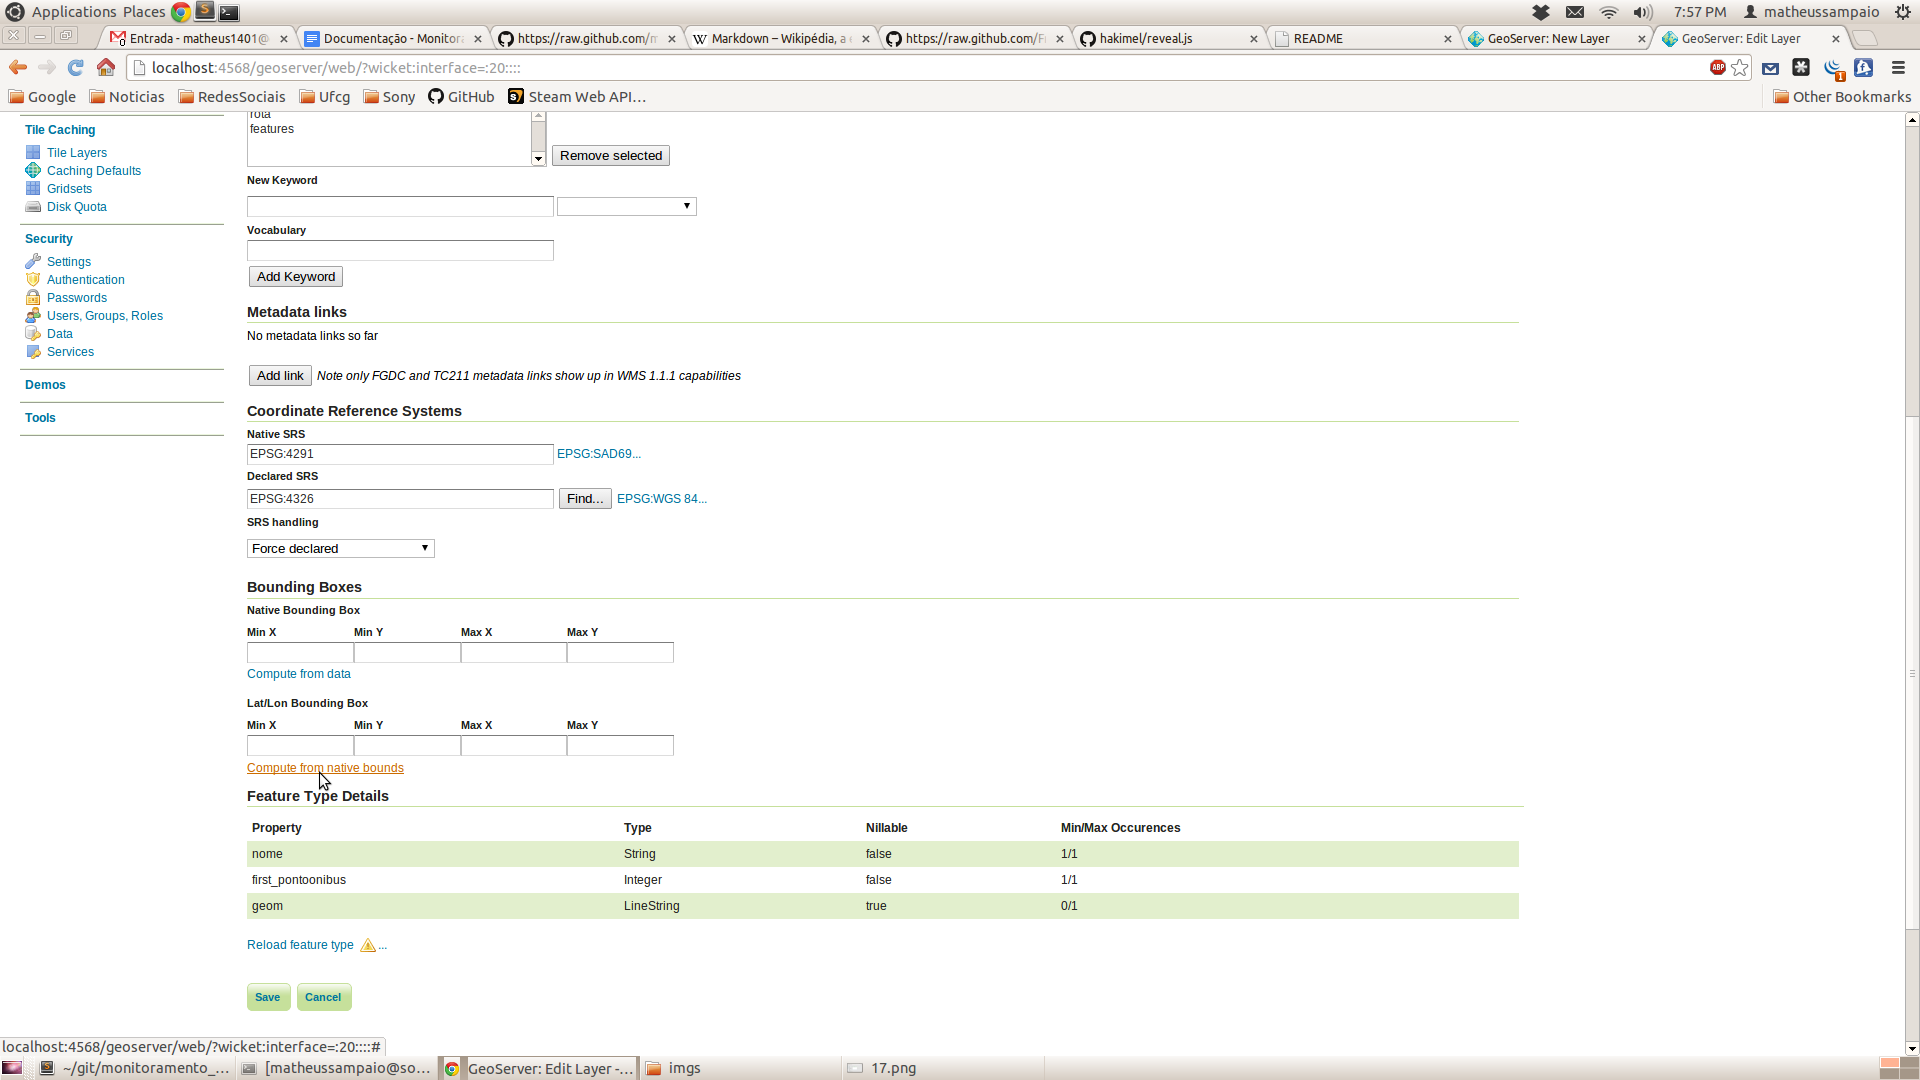 Applications Places 7:57 PM matheussampaio
Entrada - matheus1401@ Documentação - Monitor https://raw.github.com/m Markdown – Wikipédia, a e https://raw.github.com/F hakimel/reveal.js README GeoServer: New Layer GeoServer: Edit Layer
localhost:4568/geoserver/web/?wicket:interface=:20:::: ABP 1
Google Noticias RedesSociais Ufcg Sony GitHub Steam Web API... Other Bookmarks
Tile Caching
Tile Layers
Caching Defaults
Gridsets
Disk Quota
Security
Settings
Authentication
Passwords
Users, Groups, Roles
Data
Services
Demos
Tools
rota
features
Remove selected
New Keyword
Vocabulary
Add Keyword
Metadata links
No metadata links so far
Add link Note only FGDC and TC211 metadata links show up in WMS 1.1.1 capabilities
Coordinate Reference Systems
Native SRS
EPSG:4291 EPSG:SAD69...
Declared SRS
EPSG:4326 Find... EPSG:WGS 84...
SRS handling
Force declared
Bounding Boxes
Native Bounding Box
Min X Min Y Max X Max Y
Compute from data
Lat/Lon Bounding Box
Min X Min Y Max X Max Y
Compute from native bounds
Feature Type Details
Property Type Nillable Min/Max Occurences
nome String false 1/1
first_pontoonibus Integer false 1/1
geom LineString true 0/1
Reload feature type ...
Save Cancel
localhost:4568/geoserver/web/?wicket:interface=:20::::#
~/git/monitoramento_... [matheussampaio@so... GeoServer: Edit Layer -... imgs 17.png